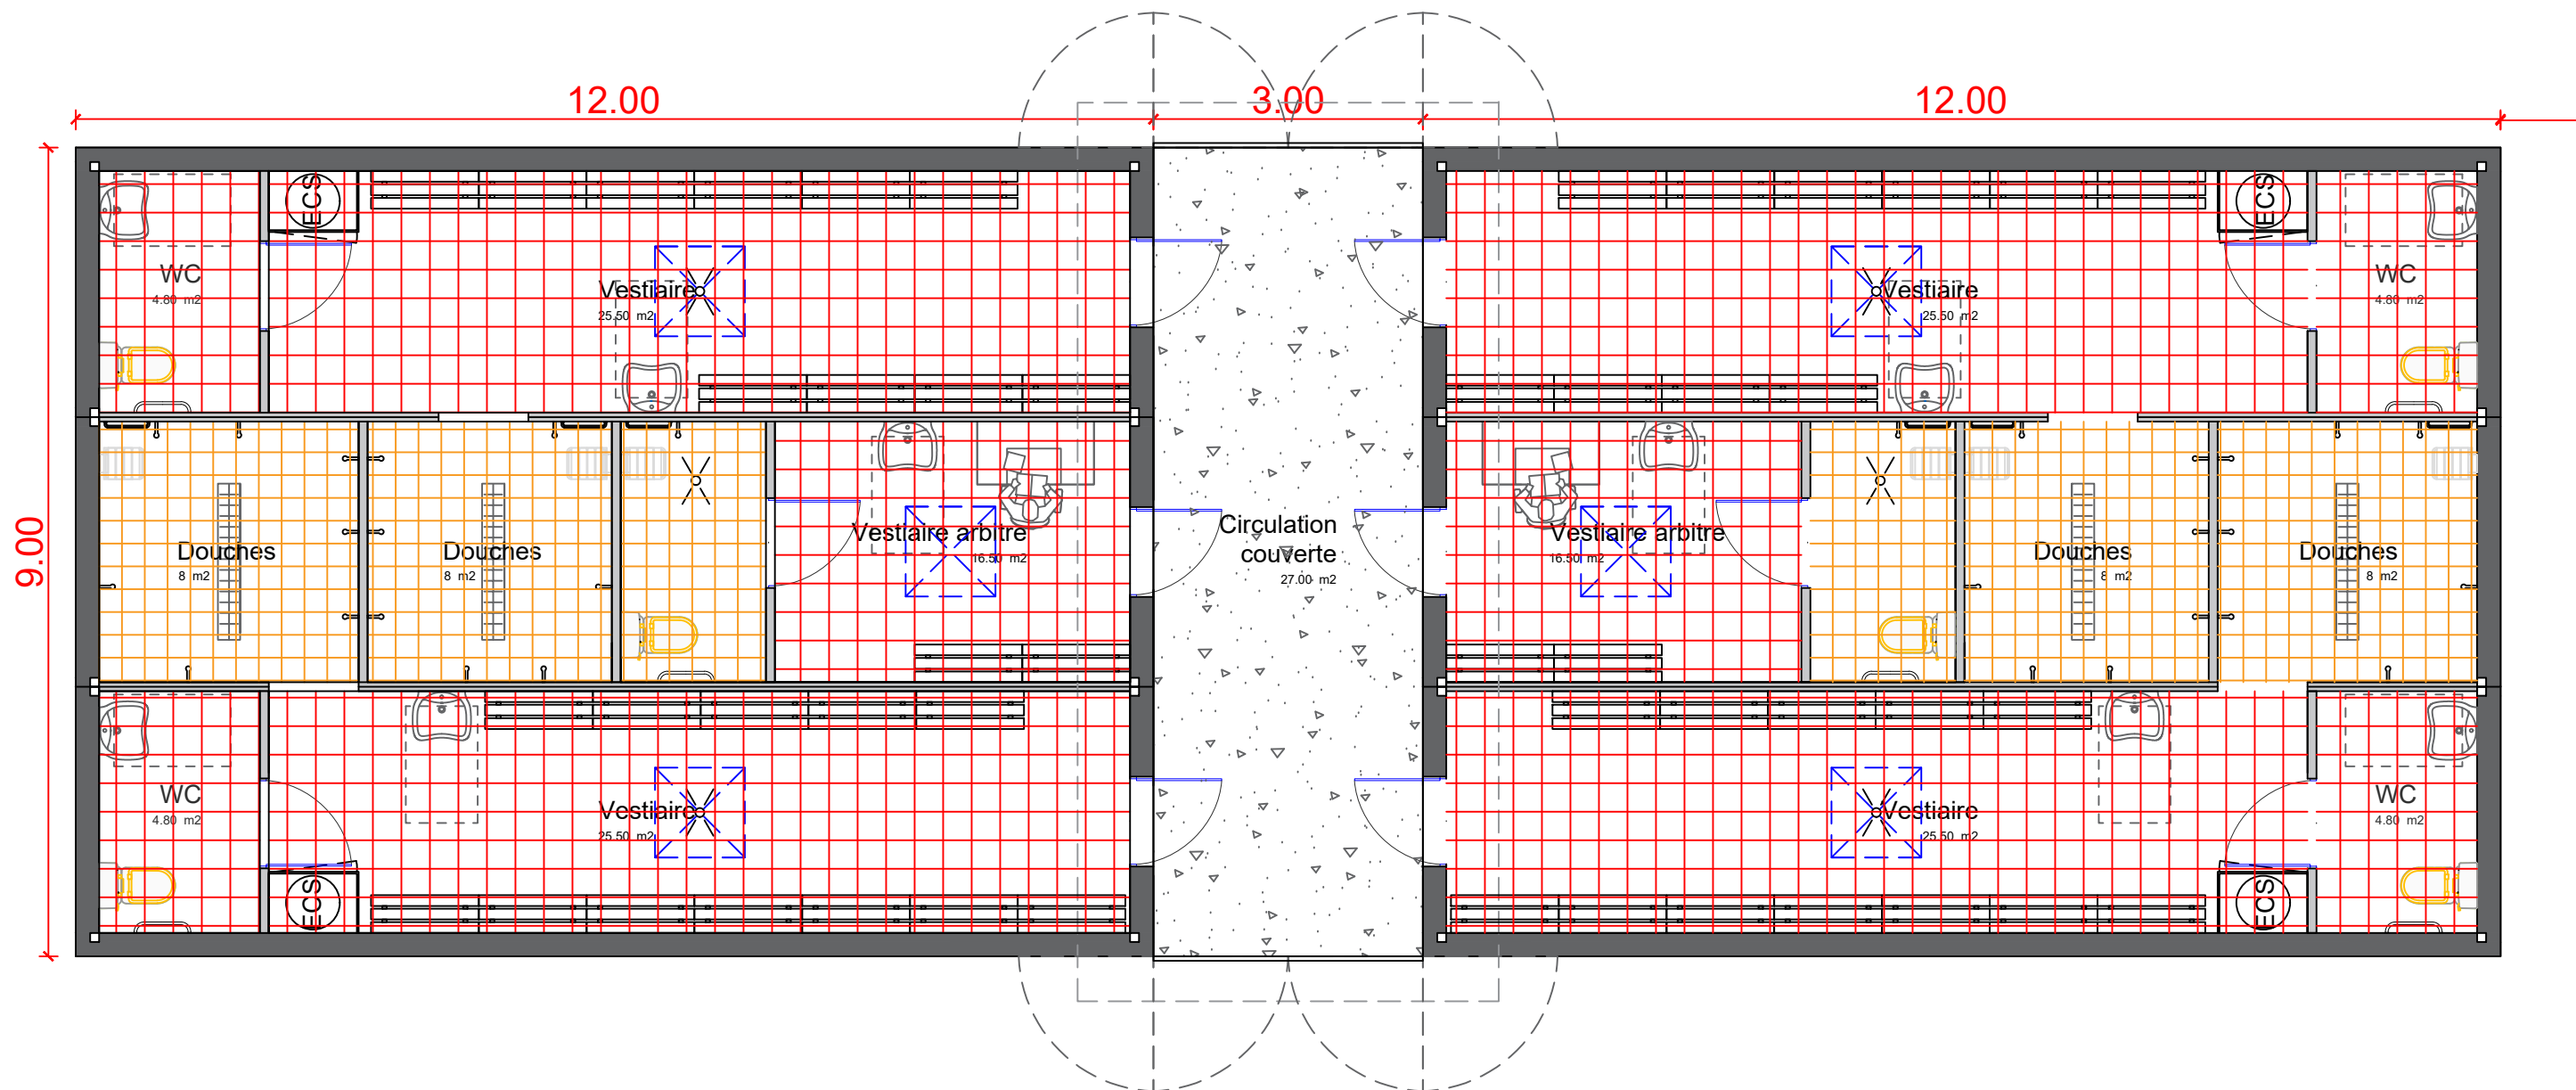 12.00
3.00
12.00
9.00
ECS
WC
4.80 m2
Vestiaire
25.50 m2
Vestiaire
25.50 m2
ECS
WC
4.80 m2
Douches
8 m2
Douches
8 m2
Vestiaire arbitre
16.50 m2
Circulation
couverte
27.00 m2
Vestiaire arbitre
16.50 m2
Douches
8 m2
Douches
8 m2
WC
4.80 m2
ECS
Vestiaire
25.50 m2
Vestiaire
25.50 m2
ECS
WC
4.80 m2